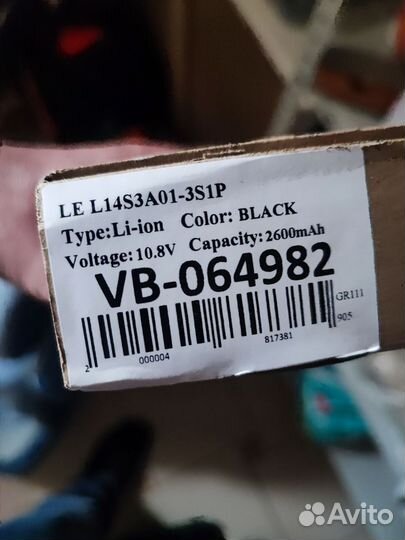 LE L14S3A01-3S1P
Type:Li-ion Color: BLACK
Voltage: 10.8V Capacity: 2600mAh
VB-064982
GR111
905
2 000004 817381
Avito